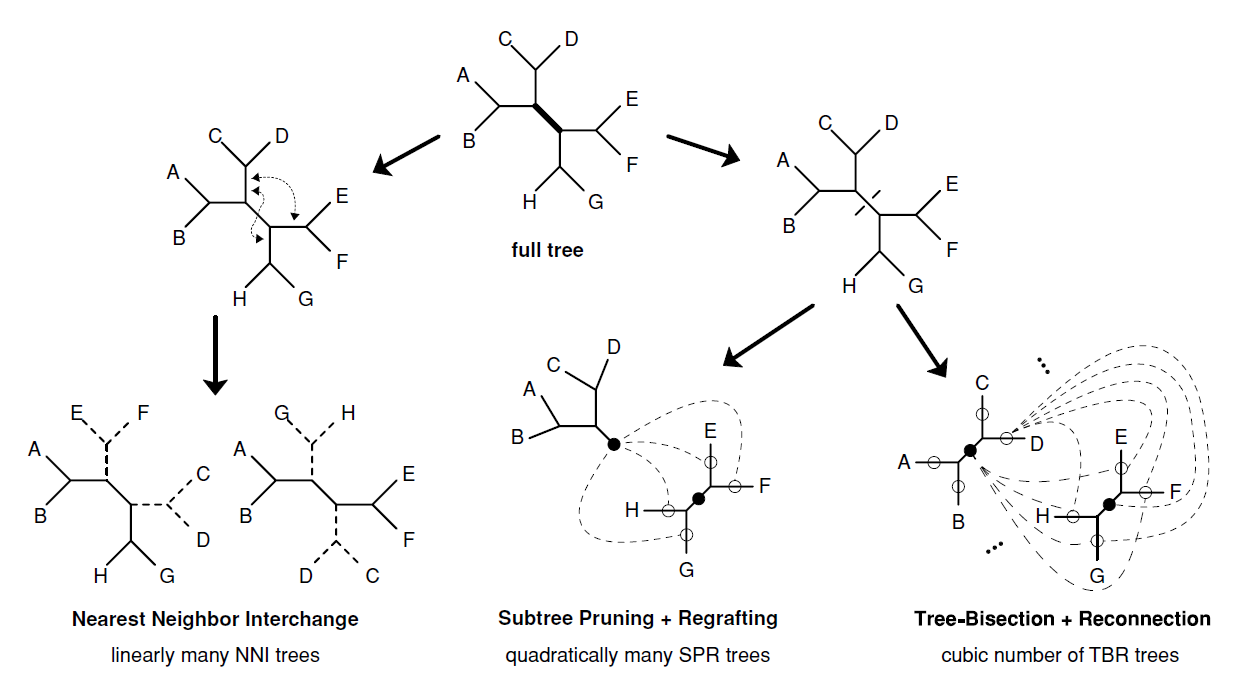 C D
A
E
B
F
H G
full tree
C D
A
E
B
F
H G
C D
A
E
B
F
H G
E F
A
C
B
D
H G
G H
A
E
B
F
D C
D
C
A
B
E
F
H
G
C
D
A
E
F
B
H
G
Nearest Neighbor Interchange
linearly many NNI trees
Subtree Pruning + Regrafting
quadratically many SPR trees
Tree-Bisection + Reconnection
cubic number of TBR trees